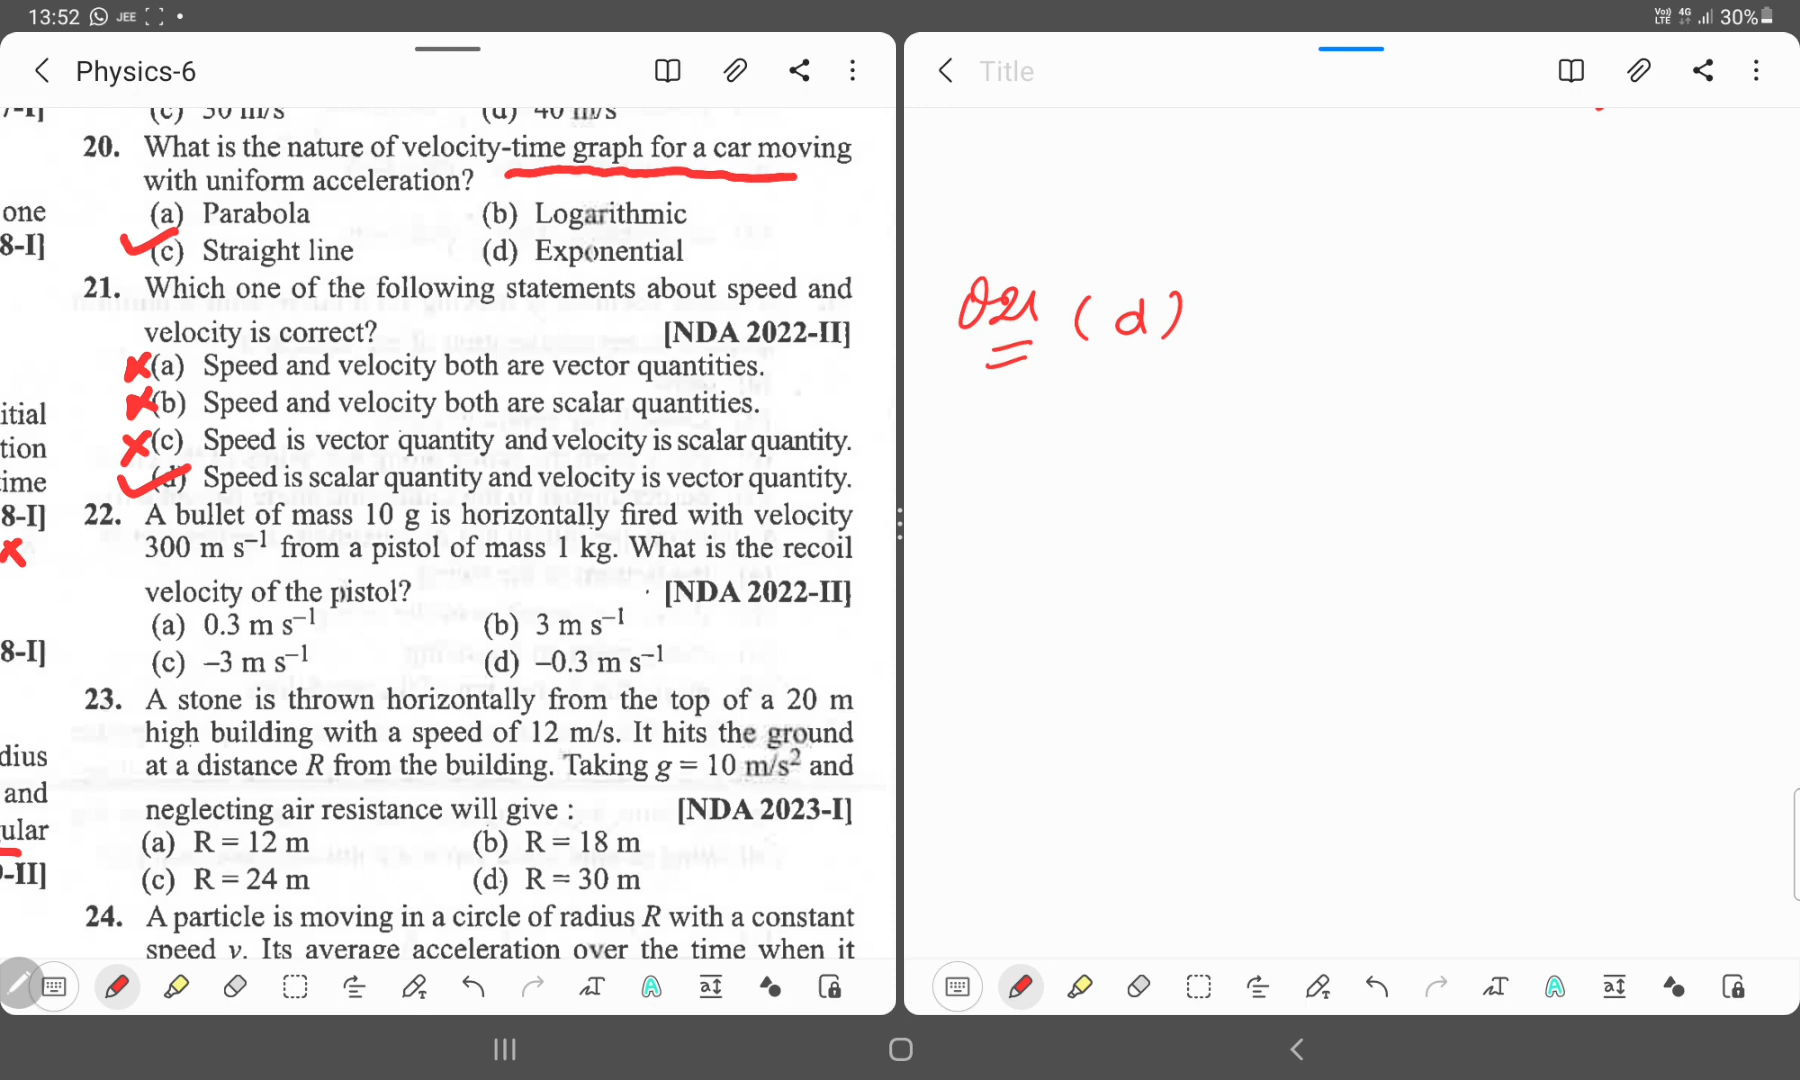 13:52 JEE
Vo)) LTE 4G 30%
Physics-6
7-I]
(c) 30 m/s (d) 40 m/s
20. What is the nature of velocity-time graph for a car moving
with uniform acceleration?
(a) Parabola (b) Logarithmic
(c) Straight line (d) Exponential
21. Which one of the following statements about speed and
velocity is correct? [NDA 2022-II]
(a) Speed and velocity both are vector quantities.
(b) Speed and velocity both are scalar quantities.
(c) Speed is vector quantity and velocity is scalar quantity.
(d) Speed is scalar quantity and velocity is vector quantity.
22. A bullet of mass 10 g is horizontally fired with velocity
300 m s⁻¹ from a pistol of mass 1 kg. What is the recoil
velocity of the pistol? [NDA 2022-II]
(a) 0.3 m s⁻¹ (b) 3 m s⁻¹
(c) –3 m s⁻¹ (d) –0.3 m s⁻¹
23. A stone is thrown horizontally from the top of a 20 m
high building with a speed of 12 m/s. It hits the ground
at a distance R from the building. Taking g = 10 m/s² and
neglecting air resistance will give : [NDA 2023-I]
(a) R = 12 m (b) R = 18 m
(c) R = 24 m (d) R = 30 m
24. A particle is moving in a circle of radius R with a constant
speed v. Its average acceleration over the time when it
one
8-I]
itial
tion
time
8-I]
8-I]
dius
and
ular
-II]
Title
021 (d)